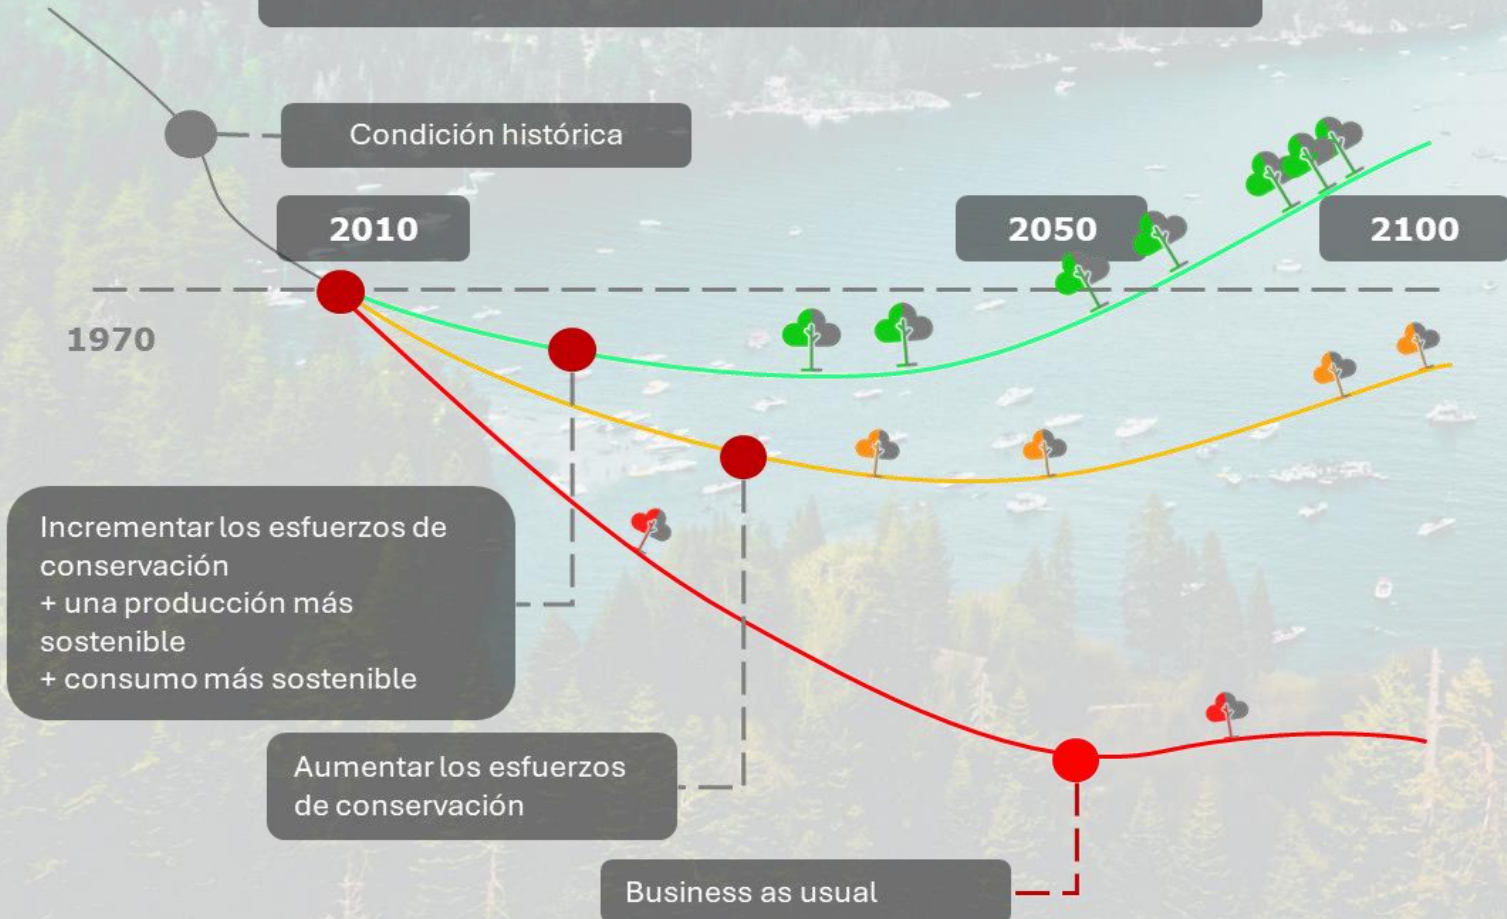 Condición histórica
2010
2050
2100
1970
Incrementar los esfuerzos de
conservación
+ una producción más
sostenible
+ consumo más sostenible
Aumentar los esfuerzos
de conservación
Business as usual